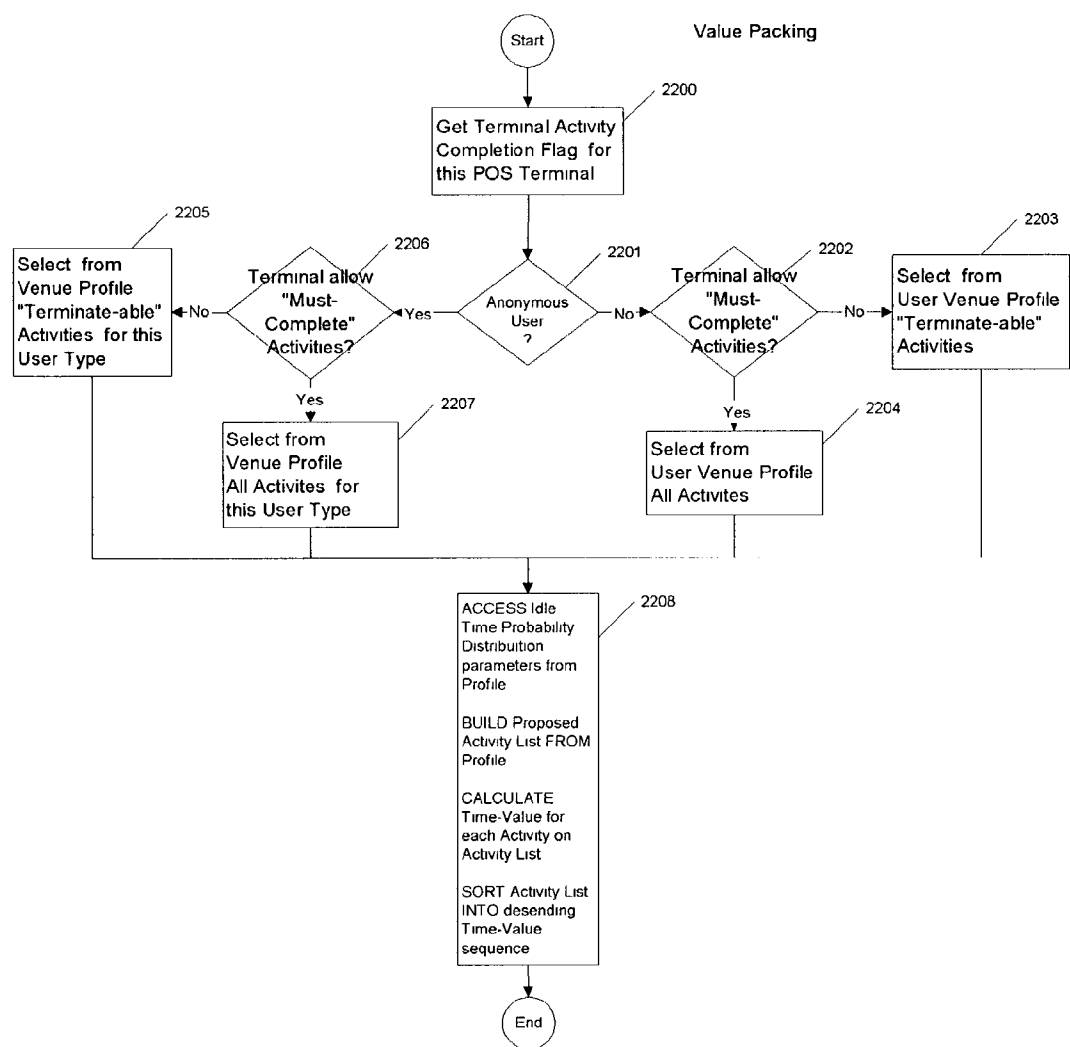 Start
Value Packing
2200
Get Terminal Activity
Completion Flag for
this POS Terminal
2205
Select from
Venue Profile
"Terminate-able"
Activities for this
User Type
No
2206
Terminal allow
"Must-
Complete"
Activities?
Yes
2201
Anonymous
User
?
No
2202
Terminal allow
"Must-
Complete"
Activities?
No
2203
Select from
User Venue Profile
"Terminate-able"
Activities
Yes
2207
Select from
Venue Profile
All Activites for
this User Type
Yes
2204
Select from
User Venue Profile
All Activites
2208
ACCESS Idle
Time Probability
Distribuition
parameters from
Profile
BUILD Proposed
Activity List FROM
Profile
CALCULATE
Time-Value for
each Activity on
Activity List
SORT Activity List
INTO desending
Time-Value
sequence
End